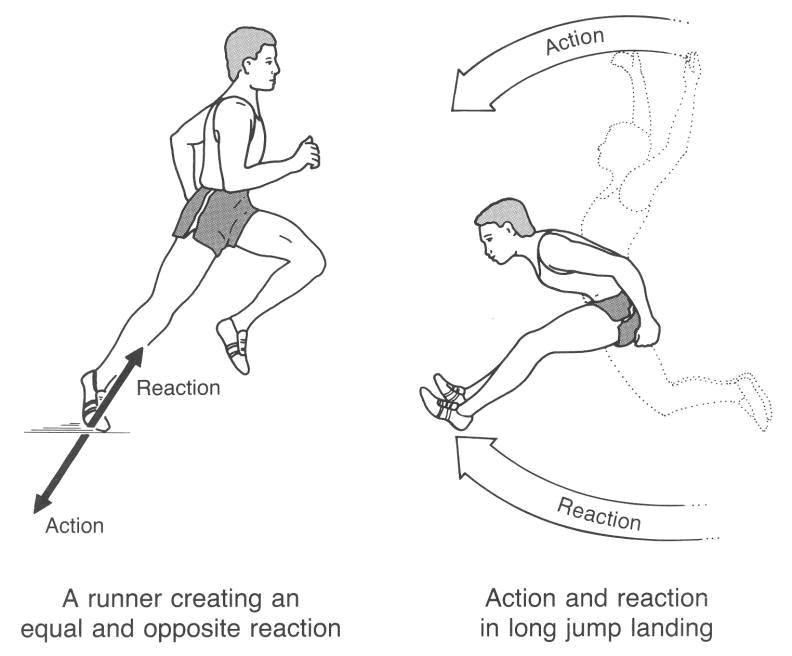 Reaction
Action
A runner creating an
equal and opposite reaction
Action
Reaction
Action and reaction
in long jump landing